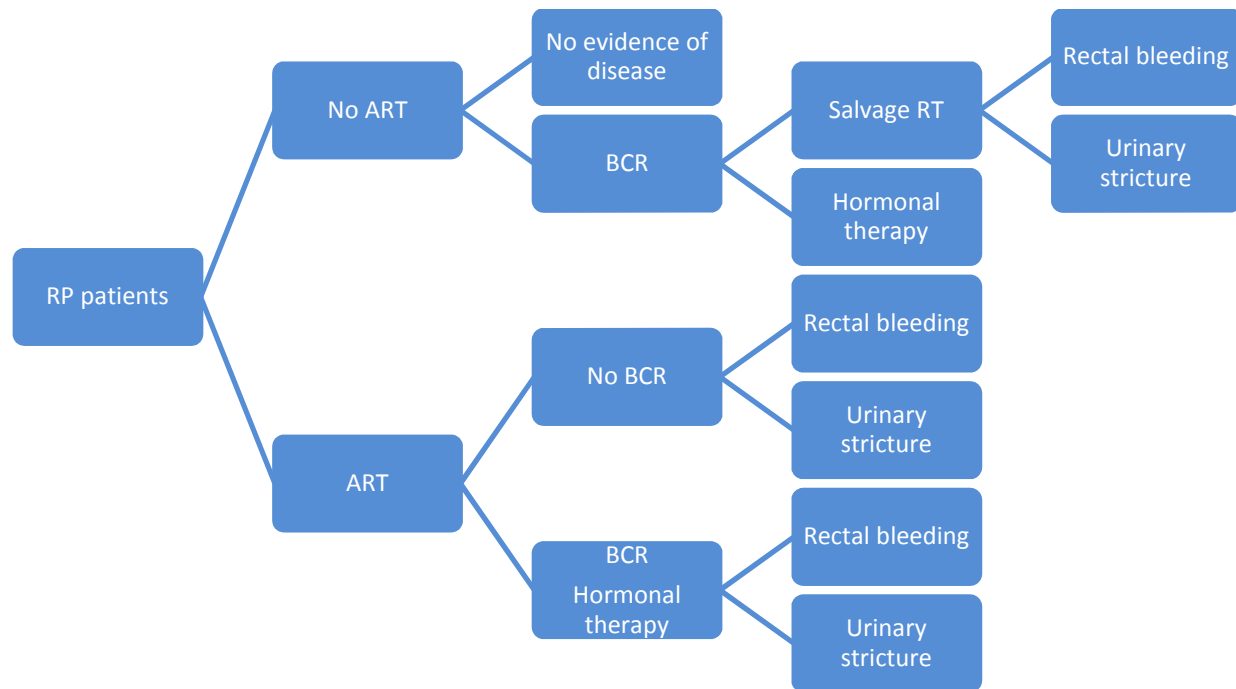 RP patients
No ART
No evidence of
disease
BCR
Salvage RT
Rectal bleeding
Urinary
stricture
Hormonal
therapy
ART
No BCR
Rectal bleeding
Urinary
stricture
BCR
Hormonal
therapy
Rectal bleeding
Urinary
stricture